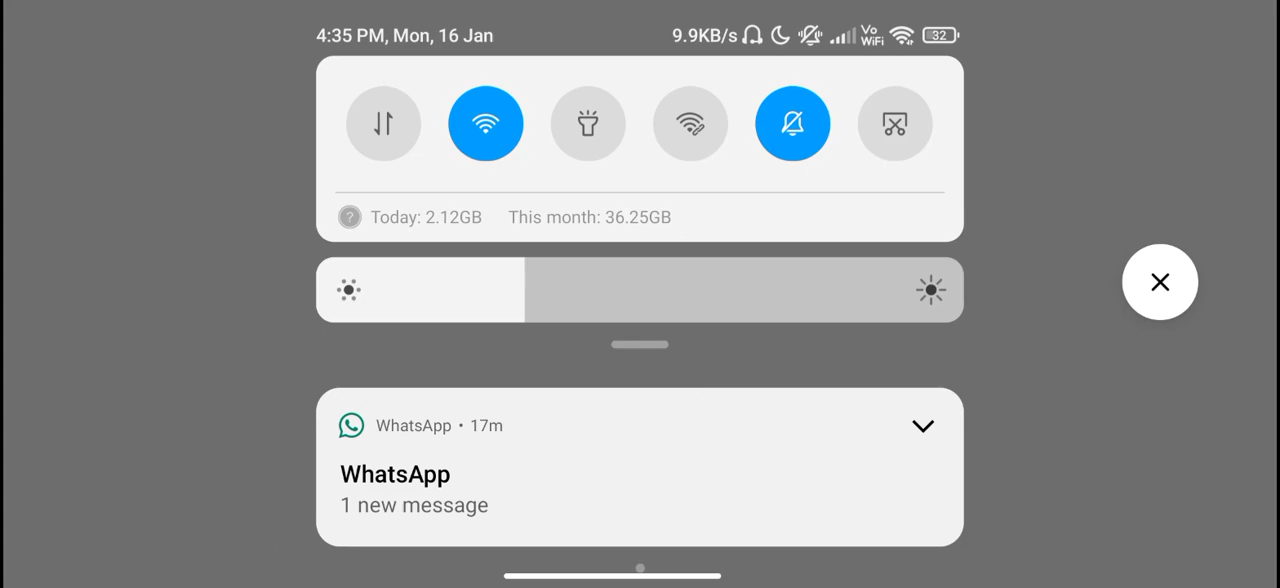 4:35 PM, Mon, 16 Jan 9.9KB/s Vo WiFi 32
? Today: 2.12GB This month: 36.25GB
WhatsApp • 17m
WhatsApp
1 new message